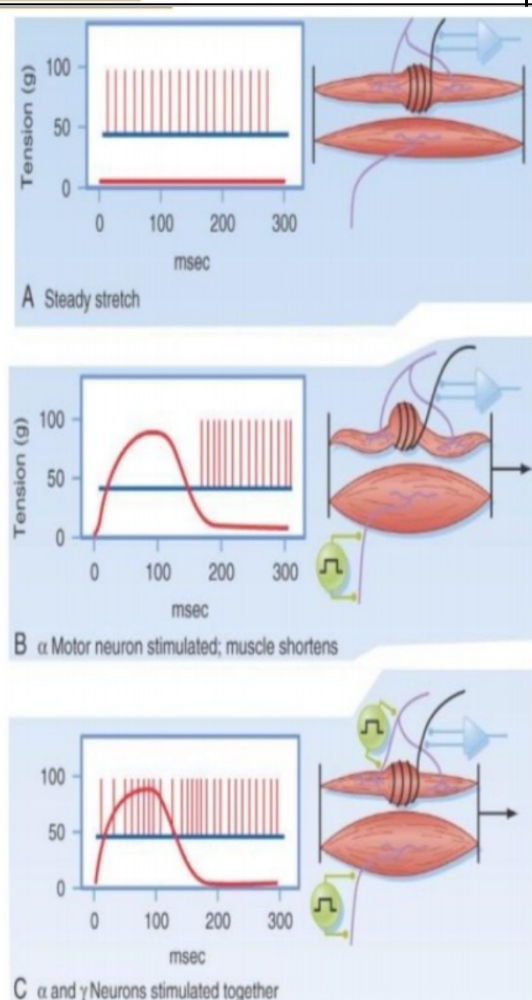 Tension (g)
100
50
0
0 100 200 300
msec
A Steady stretch
Tension (g)
100
50
0
0 100 200 300
msec
B α Motor neuron stimulated; muscle shortens
100
50
0
0 100 200 300
msec
C α and γ Neurons stimulated together